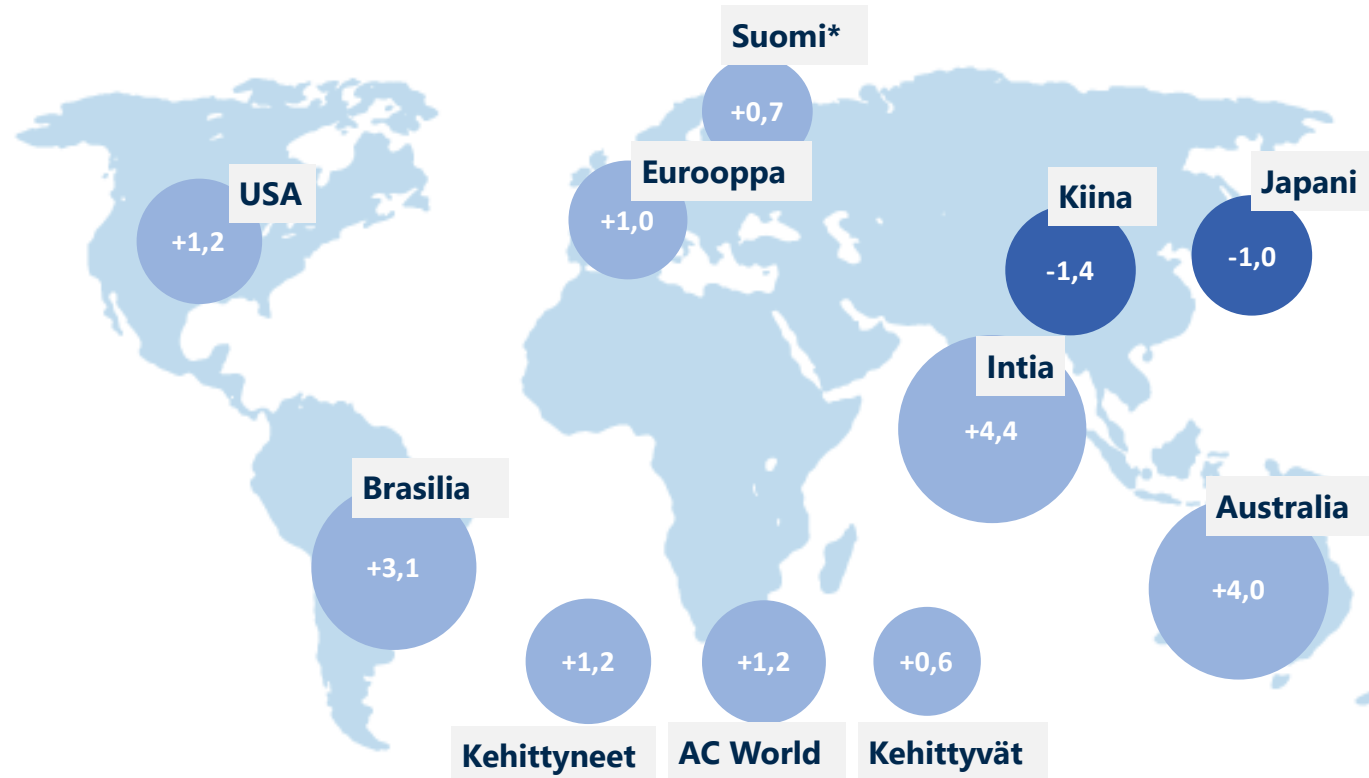 Suomi*
+0,7
Eurooppa
+1,0
USA
+1,2
Kiina
-1,4
Japani
-1,0
Intia
+4,4
Brasilia
+3,1
Australia
+4,0
+1,2
Kehittyneet
+1,2
AC World
+0,6
Kehittyvät